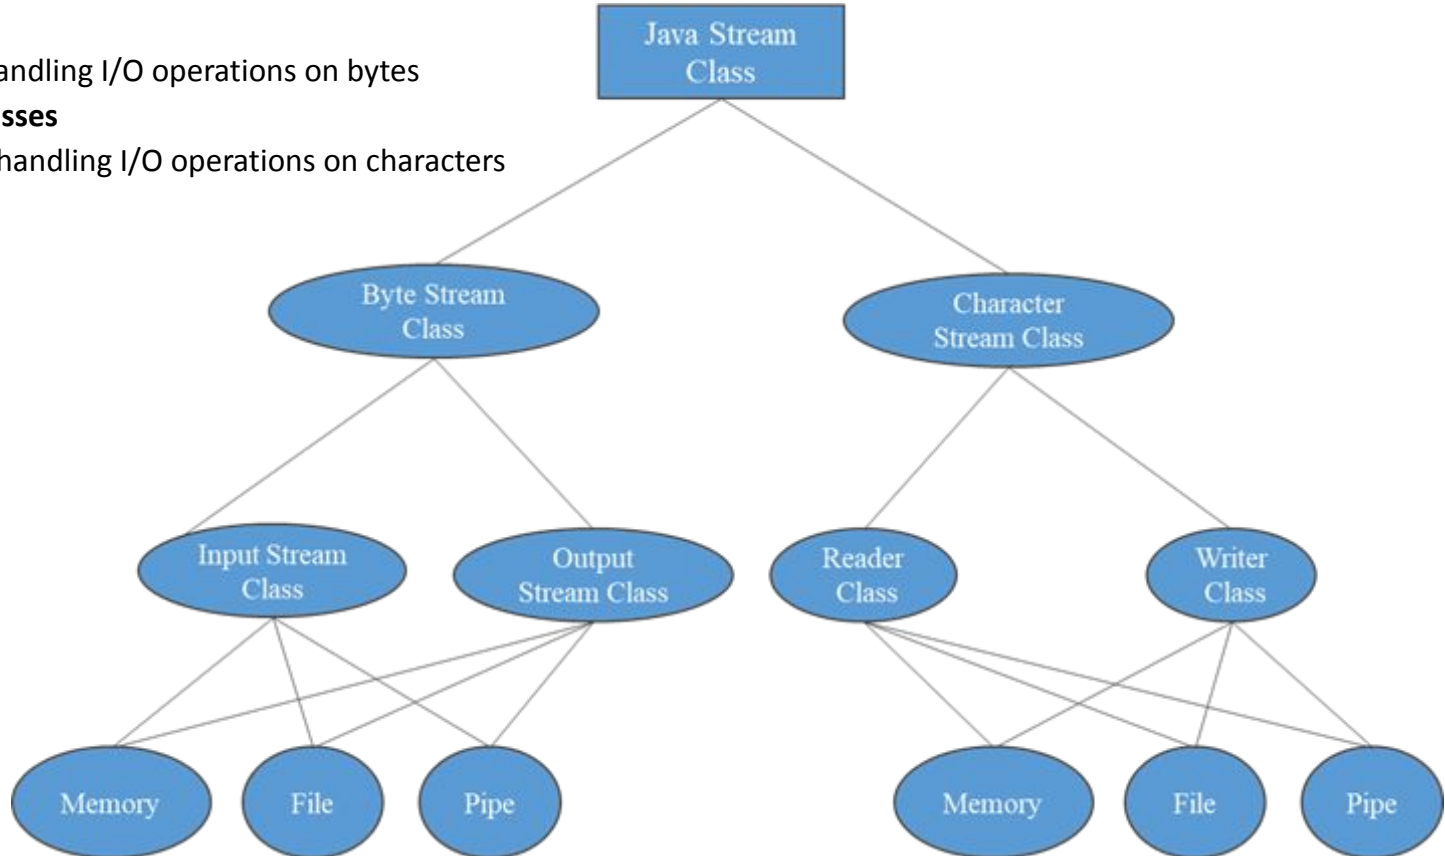 andling I/O operations on bytes
sses
handling I/O operations on characters
Java Stream
Class
Byte Stream
Class
Character
Stream Class
Input Stream
Class
Output
Stream Class
Reader
Class
Writer
Class
Memory
File
Pipe
Memory
File
Pipe